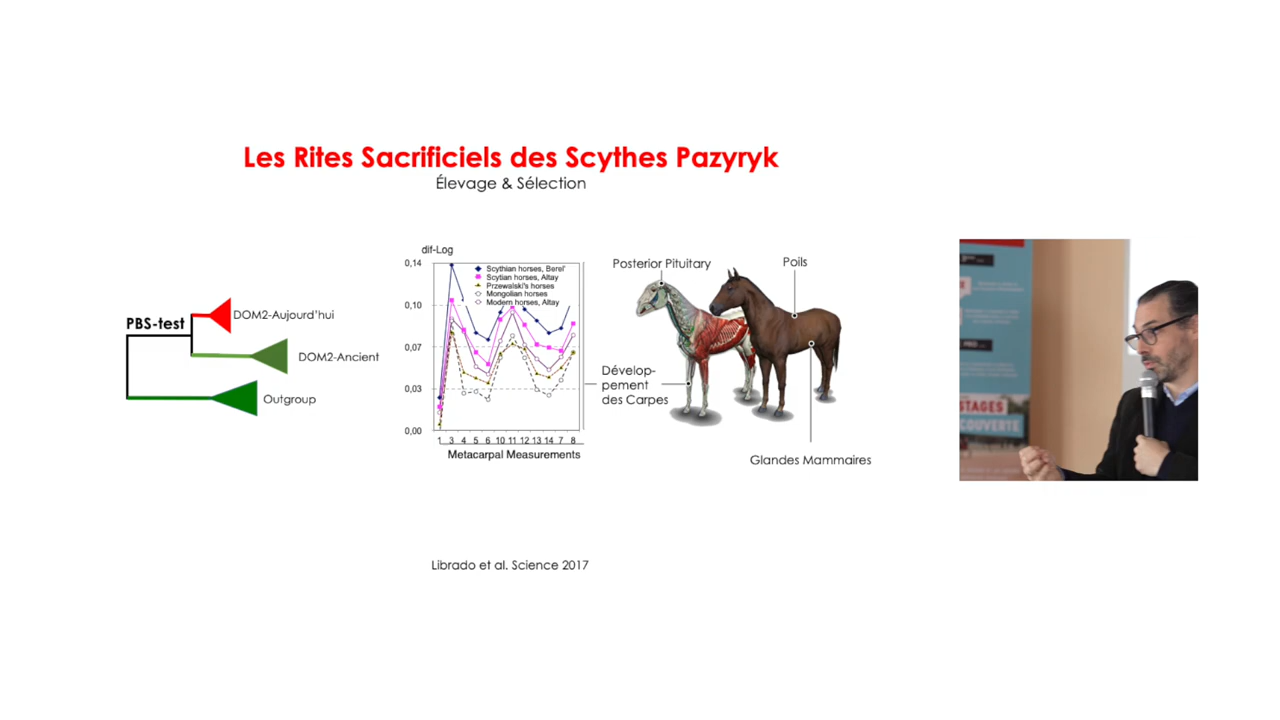 Les Rites Sacrificiels des Scythes Pazyryk
Élevage & Sélection
PBS-test
DOM2-Aujourd'hui
DOM2-Ancient
Outgroup
dif-Log
0,14
0,10
0,07
0,03
0,00
Scythian horses, Berel'
Scytian horses, Altay
Przewalski's horses
Mongolian horses
Modern horses, Altay
1 3 4 5 6 10 11 12 13 14 7 8
Metacarpal Measurements
Posterior Pituitary
Poils
Dévelop-
pement
des Carpes
Glandes Mammaires
Librado et al. Science 2017
STAGES
COUVERTE